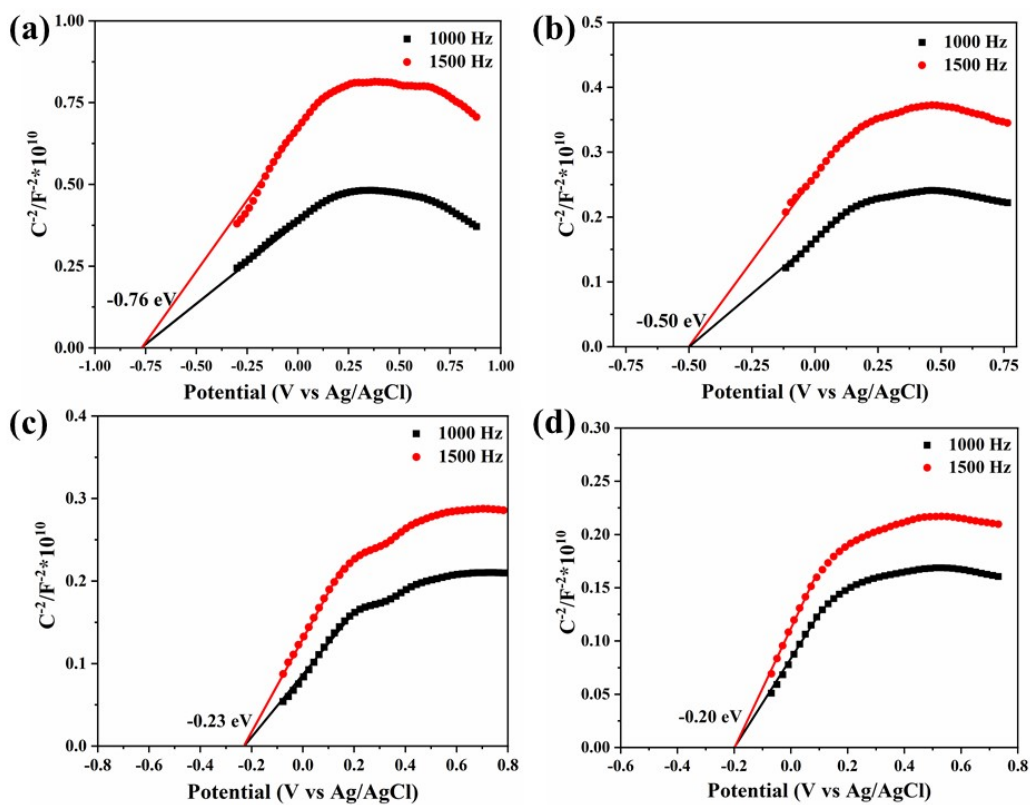 (a)
1000 Hz
1500 Hz
C⁻²/F⁻²*10¹⁰
1.00
0.75
0.50
0.25
0.00
-0.76 eV
-1.00 -0.75 -0.50 -0.25 0.00 0.25 0.50 0.75 1.00
Potential (V vs Ag/AgCl)
(b)
1000 Hz
1500 Hz
C⁻²/F⁻²*10¹⁰
0.5
0.4
0.3
0.2
0.1
0.0
-0.50 eV
-0.75 -0.50 -0.25 0.00 0.25 0.50 0.75
Potential (V vs Ag/AgCl)
(c)
1000 Hz
1500 Hz
C⁻²/F⁻²*10¹⁰
0.4
0.3
0.2
0.1
0.0
-0.23 eV
-0.8 -0.6 -0.4 -0.2 0.0 0.2 0.4 0.6 0.8
Potential (V vs Ag/AgCl)
(d)
1000 Hz
1500 Hz
C⁻²/F⁻²*10¹⁰
0.30
0.25
0.20
0.15
0.10
0.05
0.00
-0.20 eV
-0.6 -0.4 -0.2 0.0 0.2 0.4 0.6 0.8
Potential (V vs Ag/AgCl)